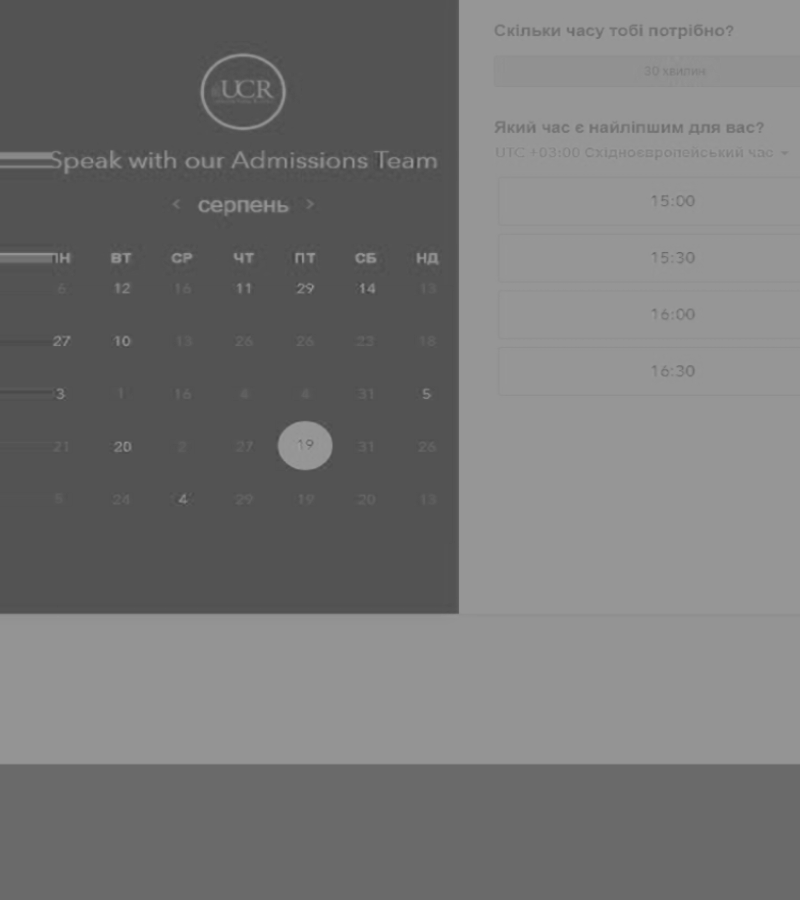 UCR
Speak with our Admissions Team
< серпень >
ПН ВТ СР ЧТ ПТ СБ НД
6 12 16 11 29 14 13
27 10 13 26 26 22 18
3 1 16 4 4 31 5
21 20 2 27 19 31 26
5 24 4 29 19 20 13
Скільки часу тобі потрібно?
30 хвилин
Який час є найліпшим для вас?
UTC +03:00 Східноєвропейський час
15:00
15:30
16:00
16:30